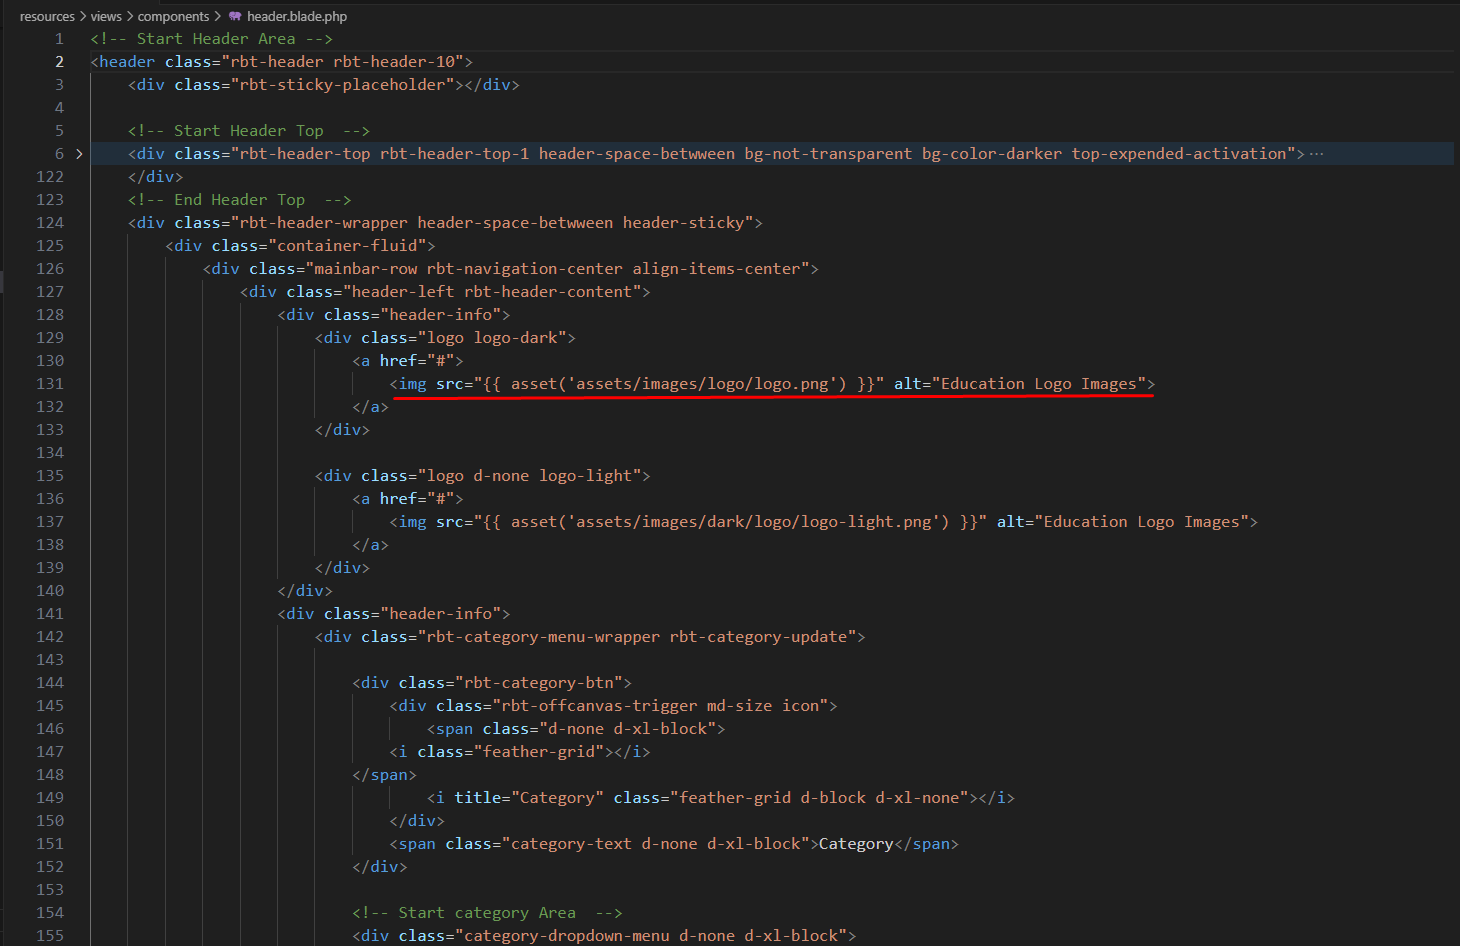 resources > views > components > header.blade.php
1 <!-- Start Header Area -->
2 <header class="rbt-header rbt-header-10">
3 <div class="rbt-sticky-placeholder"></div>
4
5 <!-- Start Header Top  -->
6 > <div class="rbt-header-top rbt-header-top-1 header-space-betwween bg-not-transparent bg-color-darker top-expended-activation">···
122 </div>
123 <!-- End Header Top  -->
124 <div class="rbt-header-wrapper header-space-betwween header-sticky">
125 <div class="container-fluid">
126 <div class="mainbar-row rbt-navigation-center align-items-center">
127 <div class="header-left rbt-header-content">
128 <div class="header-info">
129 <div class="logo logo-dark">
130 <a href="#">
131 <img src="{{ asset('assets/images/logo/logo.png') }}" alt="Education Logo Images">
132 </a>
133 </div>
134
135 <div class="logo d-none logo-light">
136 <a href="#">
137 <img src="{{ asset('assets/images/dark/logo/logo-light.png') }}" alt="Education Logo Images">
138 </a>
139 </div>
140 </div>
141 <div class="header-info">
142 <div class="rbt-category-menu-wrapper rbt-category-update">
143
144 <div class="rbt-category-btn">
145 <div class="rbt-offcanvas-trigger md-size icon">
146 <span class="d-none d-xl-block">
147 <i class="feather-grid"></i>
148 </span>
149 <i title="Category" class="feather-grid d-block d-xl-none"></i>
150 </div>
151 <span class="category-text d-none d-xl-block">Category</span>
152 </div>
153
154 <!-- Start category Area  -->
155 <div class="category-dropdown-menu d-none d-xl-block">